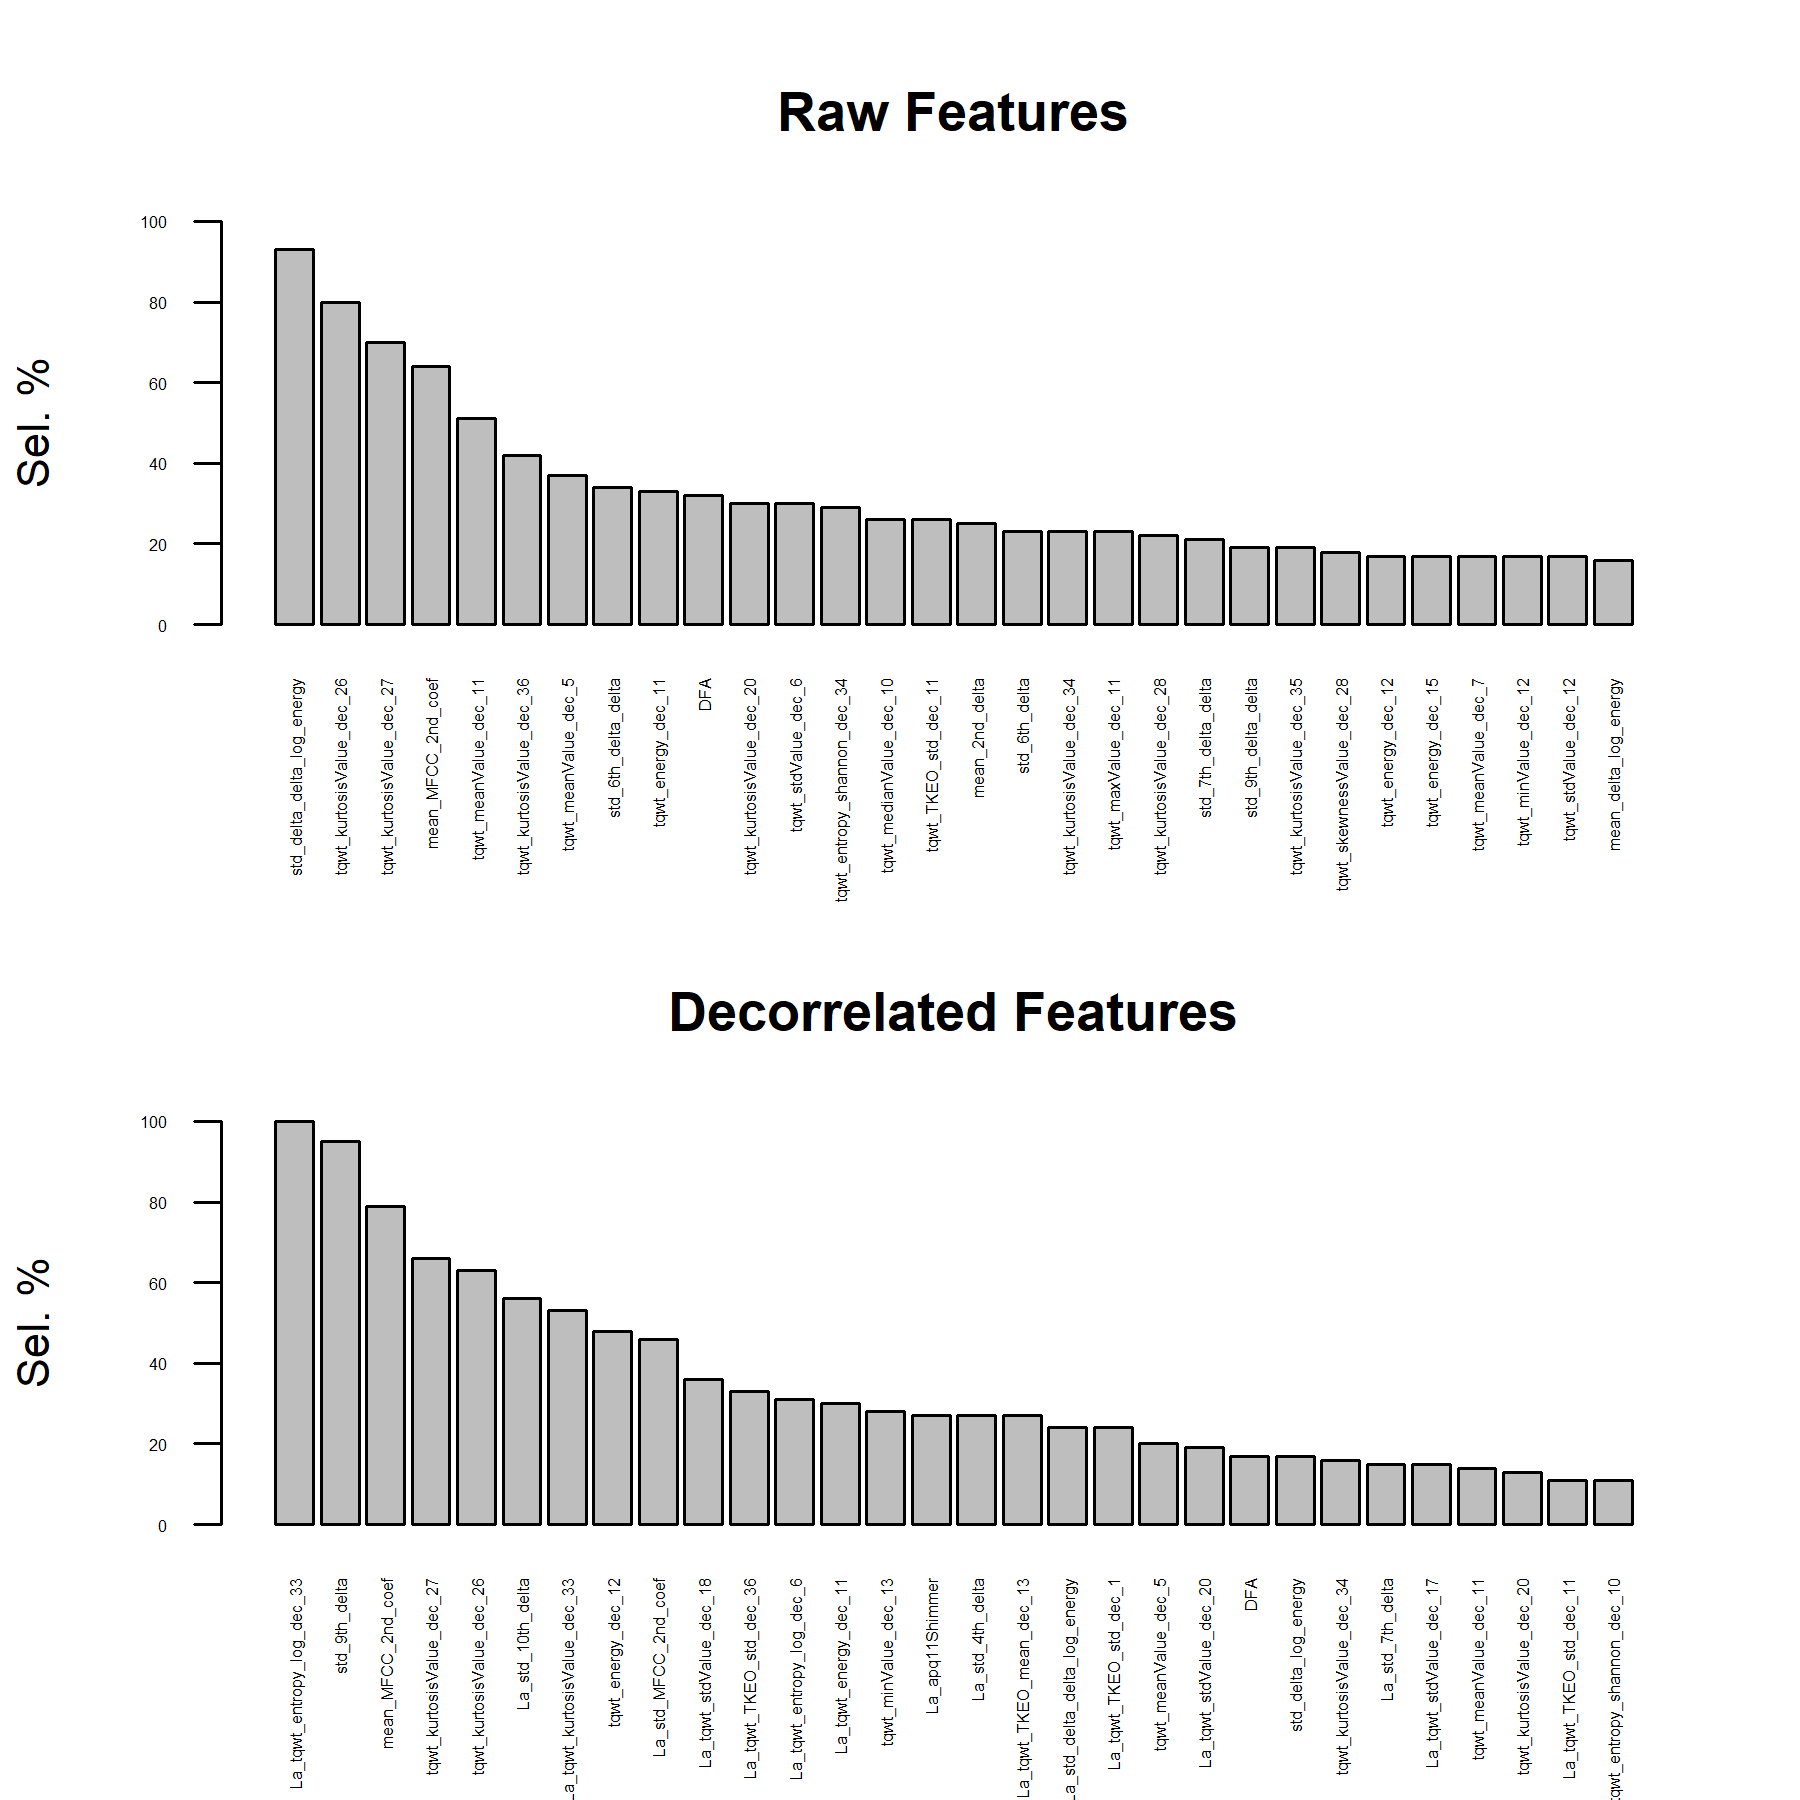 Raw Features
Sel. %
100
80
60
40
20
0
std_delta_delta_log_energy
tqwt_kurtosisValue_dec_26
tqwt_kurtosisValue_dec_27
mean_MFCC_2nd_coef
tqwt_meanValue_dec_11
tqwt_kurtosisValue_dec_36
tqwt_meanValue_dec_5
std_6th_delta_delta
tqwt_energy_dec_11
DFA
tqwt_kurtosisValue_dec_20
tqwt_stdValue_dec_6
tqwt_entropy_shannon_dec_34
tqwt_medianValue_dec_10
tqwt_TKEO_std_dec_11
mean_2nd_delta
std_6th_delta
tqwt_kurtosisValue_dec_34
tqwt_maxValue_dec_11
tqwt_kurtosisValue_dec_28
std_7th_delta_delta
std_9th_delta_delta
tqwt_kurtosisValue_dec_35
tqwt_skewnessValue_dec_28
tqwt_energy_dec_12
tqwt_energy_dec_15
tqwt_meanValue_dec_7
tqwt_minValue_dec_12
tqwt_stdValue_dec_12
mean_delta_log_energy
Decorrelated Features
Sel. %
100
80
60
40
20
0
La_tqwt_entropy_log_dec_33
std_9th_delta
mean_MFCC_2nd_coef
tqwt_kurtosisValue_dec_27
tqwt_kurtosisValue_dec_26
La_std_10th_delta
La_tqwt_kurtosisValue_dec_33
tqwt_energy_dec_12
La_std_MFCC_2nd_coef
La_tqwt_stdValue_dec_18
La_tqwt_TKEO_std_dec_36
La_tqwt_entropy_log_dec_6
La_tqwt_energy_dec_11
tqwt_minValue_dec_13
La_apq11Shimmer
La_std_4th_delta
La_tqwt_TKEO_mean_dec_13
La_std_delta_delta_log_energy
La_tqwt_TKEO_std_dec_1
tqwt_meanValue_dec_5
La_tqwt_stdValue_dec_20
DFA
std_delta_log_energy
tqwt_kurtosisValue_dec_34
La_std_7th_delta
La_tqwt_stdValue_dec_17
tqwt_meanValue_dec_11
tqwt_kurtosisValue_dec_20
La_tqwt_TKEO_std_dec_11
tqwt_entropy_shannon_dec_10